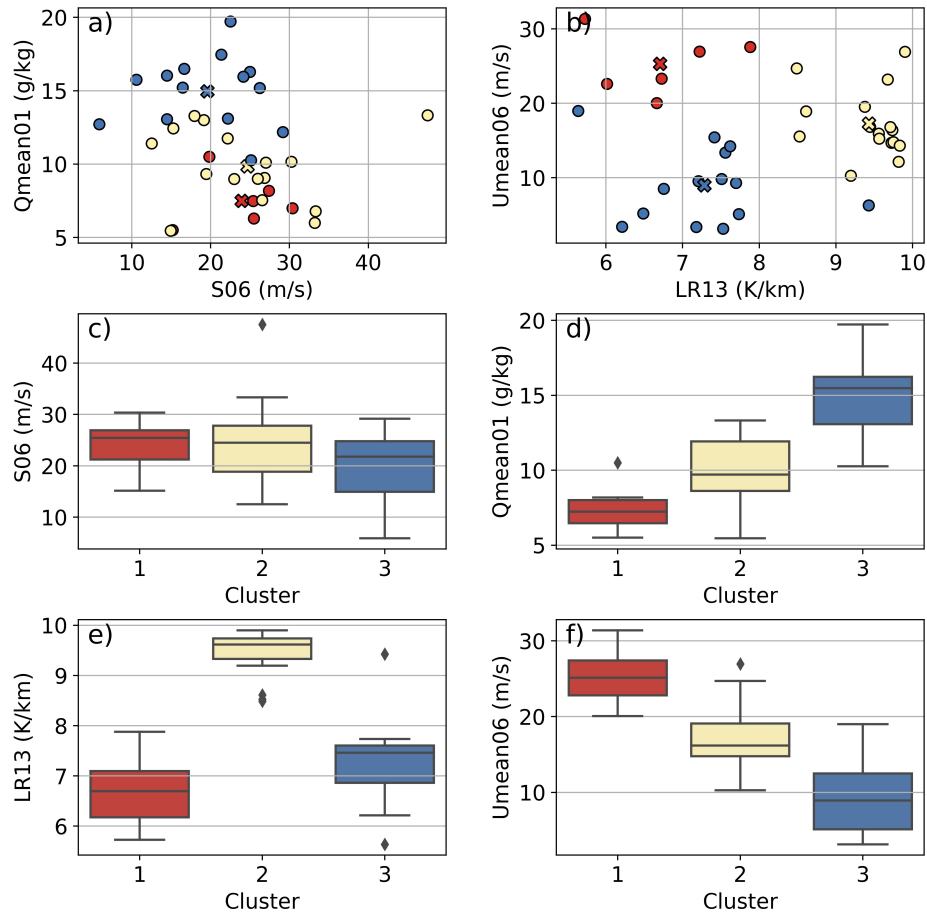 a)
Qmean01 (g/kg)
20
15
10
5
10 20 30 40
S06 (m/s)
b)
Umean06 (m/s)
30
20
10
6 7 8 9 10
LR13 (K/km)
c)
S06 (m/s)
40
30
20
10
1 2 3
Cluster
d)
Qmean01 (g/kg)
20
15
10
5
1 2 3
Cluster
e)
LR13 (K/km)
10
9
8
7
6
1 2 3
Cluster
f)
Umean06 (m/s)
30
20
10
1 2 3
Cluster